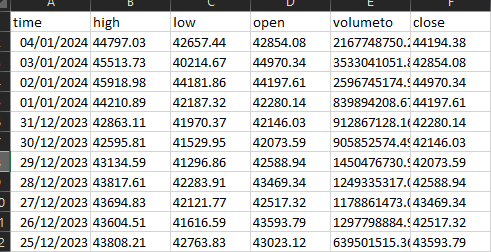 A B C D E F
time high low open volumeto close
04/01/2024 44797.03 42657.44 42854.08 2167748750.2 44194.38
03/01/2024 45513.73 40214.67 44970.34 3533041051.8 42854.08
02/01/2024 45918.98 44181.86 44197.61 2596745174.9 44970.34
01/01/2024 44210.89 42187.32 42280.14 839894208.67 44197.61
31/12/2023 42863.11 41970.37 42146.03 912867128.16 42280.14
30/12/2023 42595.81 41529.95 42073.59 905852574.49 42146.03
29/12/2023 43134.59 41296.86 42588.94 1450476730.9 42073.59
28/12/2023 43817.61 42283.91 43469.34 1249335317.0 42588.94
27/12/2023 43694.83 42121.77 42517.32 1178861473.0 43469.34
26/12/2023 43604.51 41616.59 43593.79 1297798884.9 42517.32
25/12/2023 43808.21 42763.83 43023.12 639501515.36 43593.79